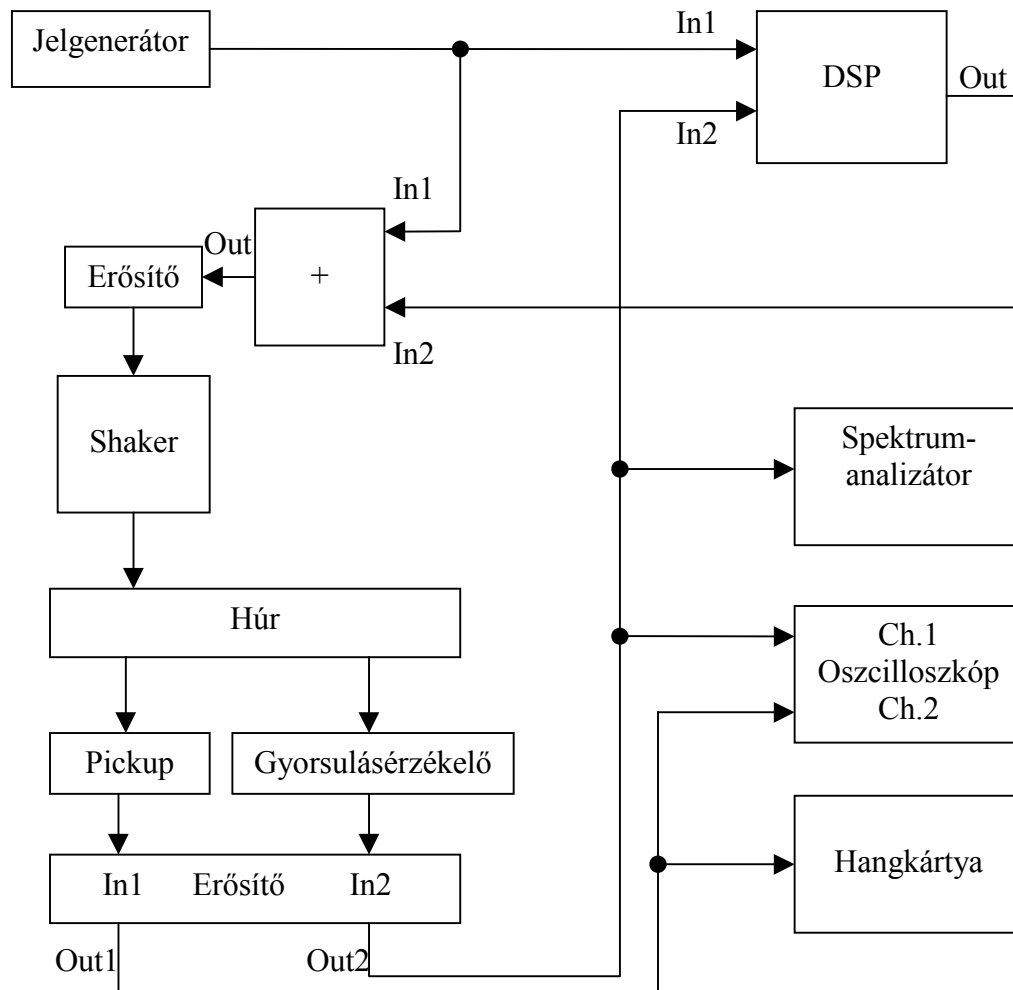 Jelgenerátor
In1
DSP
Out
In2
In1
Out
Erősítő
+
In2
Shaker
Spektrum-
analizátor
Húr
Ch.1
Oszcilloszkóp
Ch.2
Pickup
Gyorsulásérzékelő
In1 Erősítő In2
Hangkártya
Out1
Out2